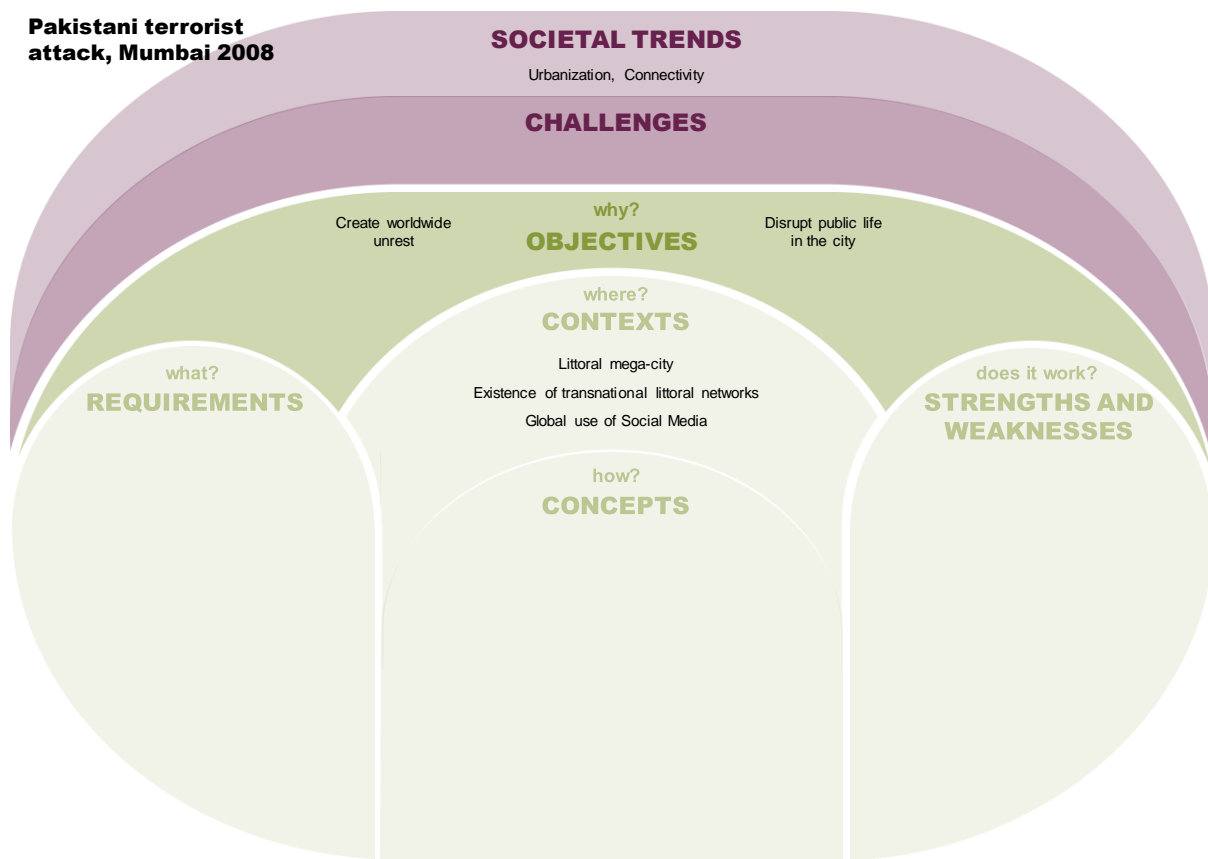 Pakistani terrorist
attack, Mumbai 2008
SOCIETAL TRENDS
Urbanization, Connectivity
CHALLENGES
why?
OBJECTIVES
Create worldwide
unrest
Disrupt public life
in the city
where?
CONTEXTS
Littoral mega-city
Existence of transnational littoral networks
Global use of Social Media
what?
REQUIREMENTS
does it work?
STRENGTHS AND
WEAKNESSES
how?
CONCEPTS